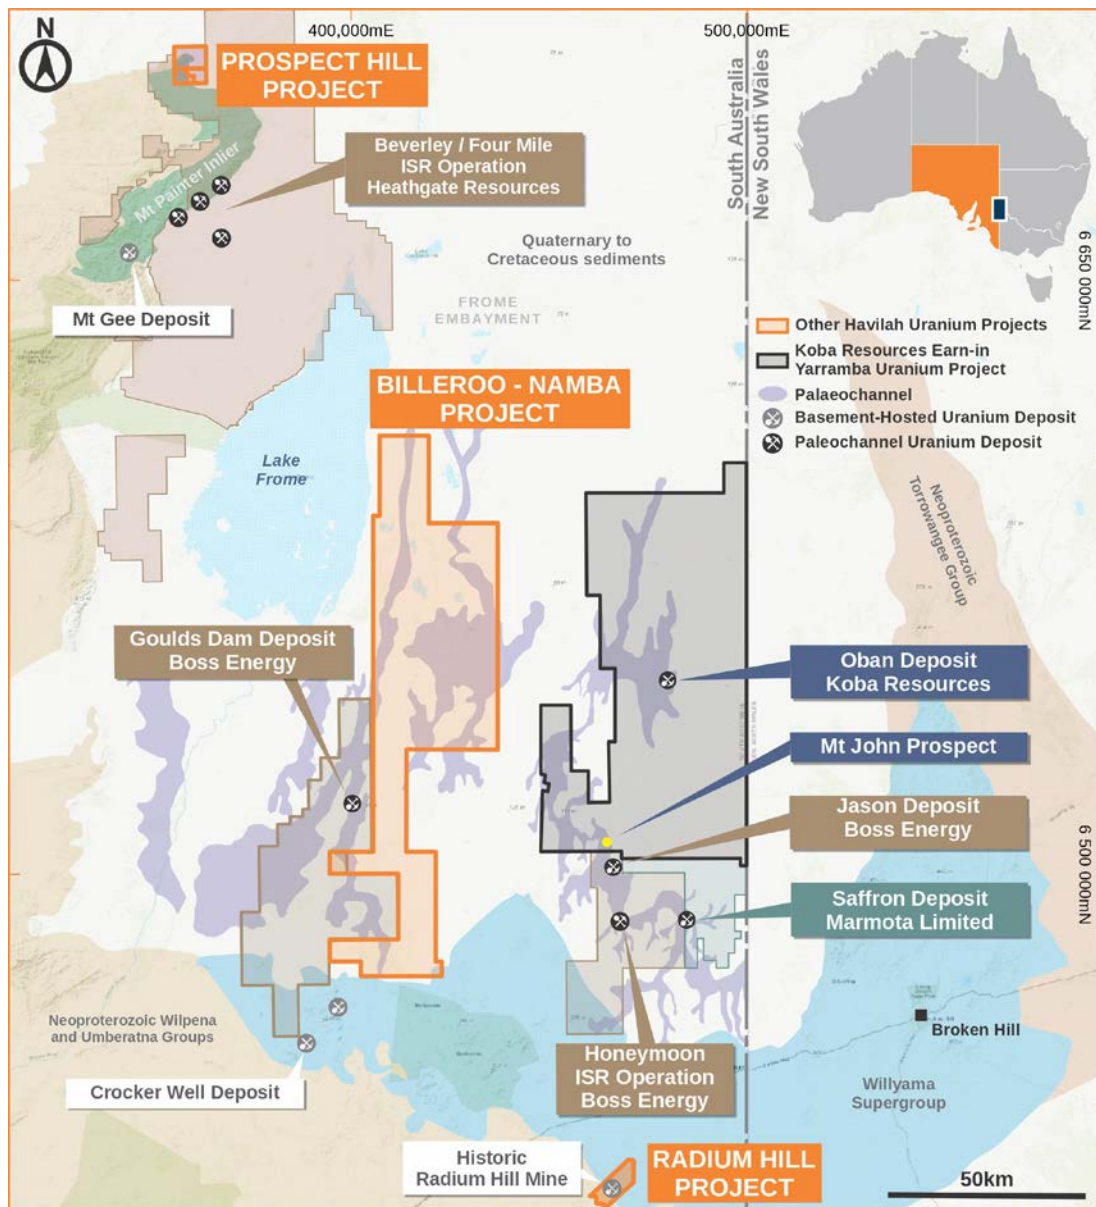 N
400,000mE
500,000mE
PROSPECT HILL
PROJECT
South Australia
New South Wales
Beverley / Four Mile
ISR Operation
Heathgate Resources
Mt Painter Inlier
Quaternary to
Cretaceous sediments
6 650 000mN
Mt Gee Deposit
FROME
EMBAYMENT
Other Havilah Uranium Projects
Koba Resources Earn-in
Yarramba Uranium Project
Palaeochannel
Basement-Hosted Uranium Deposit
Paleochannel Uranium Deposit
BILLEROO - NAMBA
PROJECT
Lake
Frome
Neoproterozoic
Torrowangee Group
Goulds Dam Deposit
Boss Energy
Oban Deposit
Koba Resources
Mt John Prospect
Jason Deposit
Boss Energy
6 500 000mN
Saffron Deposit
Marmota Limited
Neoproterozoic Wilpena
and Umberatna Groups
Broken Hill
Honeymoon
ISR Operation
Boss Energy
Crocker Well Deposit
Willyama
Supergroup
Historic
Radium Hill Mine
RADIUM HILL
PROJECT
50km